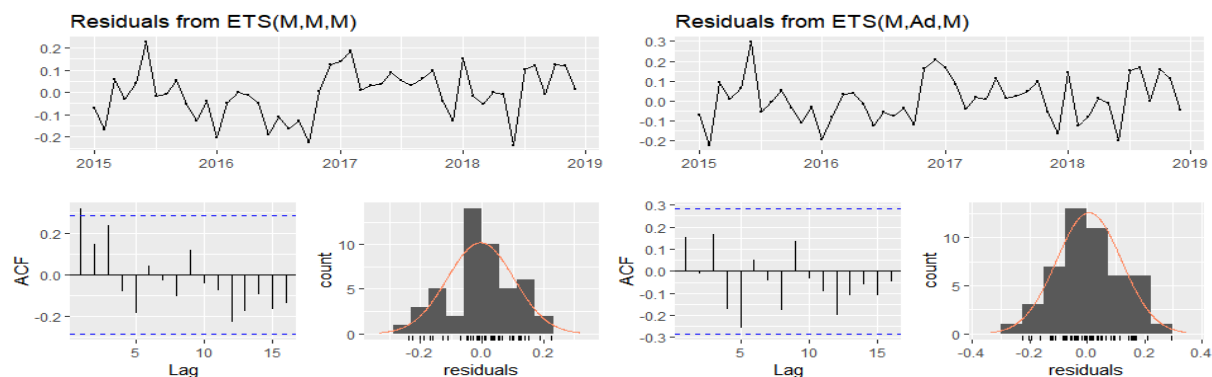 Residuals from ETS(M,M,M)
0.2
0.1
0.0
-0.1
-0.2
2015 2016 2017 2018 2019
0.2
0.0
-0.2
ACF
5 10 15
Lag
10
5
0
count
-0.2 0.0 0.2
residuals
Residuals from ETS(M,Ad,M)
0.3
0.2
0.1
0.0
-0.1
-0.2
2015 2016 2017 2018 2019
0.3
0.2
0.1
0.0
-0.1
-0.2
-0.3
ACF
5 10 15
Lag
10
5
0
count
-0.4 -0.2 0.0 0.2 0.4
residuals